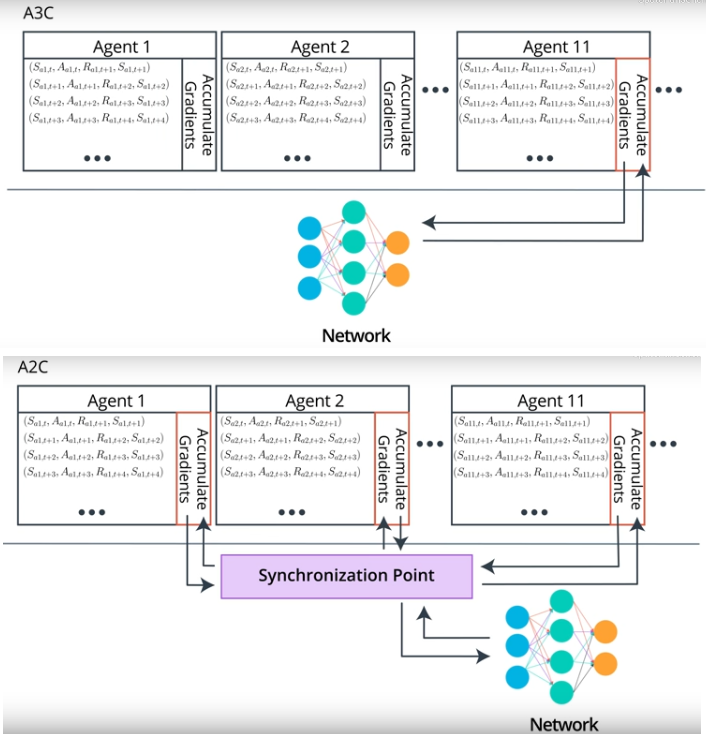 A3C
Agent 1
Agent 2
Agent 11
(S_{a1,t}, A_{a1,t}, R_{a1,t+1}, S_{a1,t+1})
(S_{a1,t+1}, A_{a1,t+1}, R_{a1,t+2}, S_{a1,t+2})
(S_{a1,t+2}, A_{a1,t+2}, R_{a1,t+3}, S_{a1,t+3})
(S_{a1,t+3}, A_{a1,t+3}, R_{a1,t+4}, S_{a1,t+4})
•••
Accumulate
Gradients
(S_{a2,t}, A_{a2,t}, R_{a2,t+1}, S_{a2,t+1})
(S_{a2,t+1}, A_{a2,t+1}, R_{a2,t+2}, S_{a2,t+2})
(S_{a2,t+2}, A_{a2,t+2}, R_{a2,t+3}, S_{a2,t+3})
(S_{a2,t+3}, A_{a2,t+3}, R_{a2,t+4}, S_{a2,t+4})
•••
Accumulate
Gradients
•••
(S_{a11,t}, A_{a11,t}, R_{a11,t+1}, S_{a11,t+1})
(S_{a11,t+1}, A_{a11,t+1}, R_{a11,t+2}, S_{a11,t+2})
(S_{a11,t+2}, A_{a11,t+2}, R_{a11,t+3}, S_{a11,t+3})
(S_{a11,t+3}, A_{a11,t+3}, R_{a11,t+4}, S_{a11,t+4})
•••
Accumulate
Gradients
•••
Network
A2C
Agent 1
Agent 2
Agent 11
(S_{a1,t}, A_{a1,t}, R_{a1,t+1}, S_{a1,t+1})
(S_{a1,t+1}, A_{a1,t+1}, R_{a1,t+2}, S_{a1,t+2})
(S_{a1,t+2}, A_{a1,t+2}, R_{a1,t+3}, S_{a1,t+3})
(S_{a1,t+3}, A_{a1,t+3}, R_{a1,t+4}, S_{a1,t+4})
•••
Accumulate
Gradients
(S_{a2,t}, A_{a2,t}, R_{a2,t+1}, S_{a2,t+1})
(S_{a2,t+1}, A_{a2,t+1}, R_{a2,t+2}, S_{a2,t+2})
(S_{a2,t+2}, A_{a2,t+2}, R_{a2,t+3}, S_{a2,t+3})
(S_{a2,t+3}, A_{a2,t+3}, R_{a2,t+4}, S_{a2,t+4})
•••
Accumulate
Gradients
•••
(S_{a11,t}, A_{a11,t}, R_{a11,t+1}, S_{a11,t+1})
(S_{a11,t+1}, A_{a11,t+1}, R_{a11,t+2}, S_{a11,t+2})
(S_{a11,t+2}, A_{a11,t+2}, R_{a11,t+3}, S_{a11,t+3})
(S_{a11,t+3}, A_{a11,t+3}, R_{a11,t+4}, S_{a11,t+4})
•••
Accumulate
Gradients
•••
Synchronization Point
Network